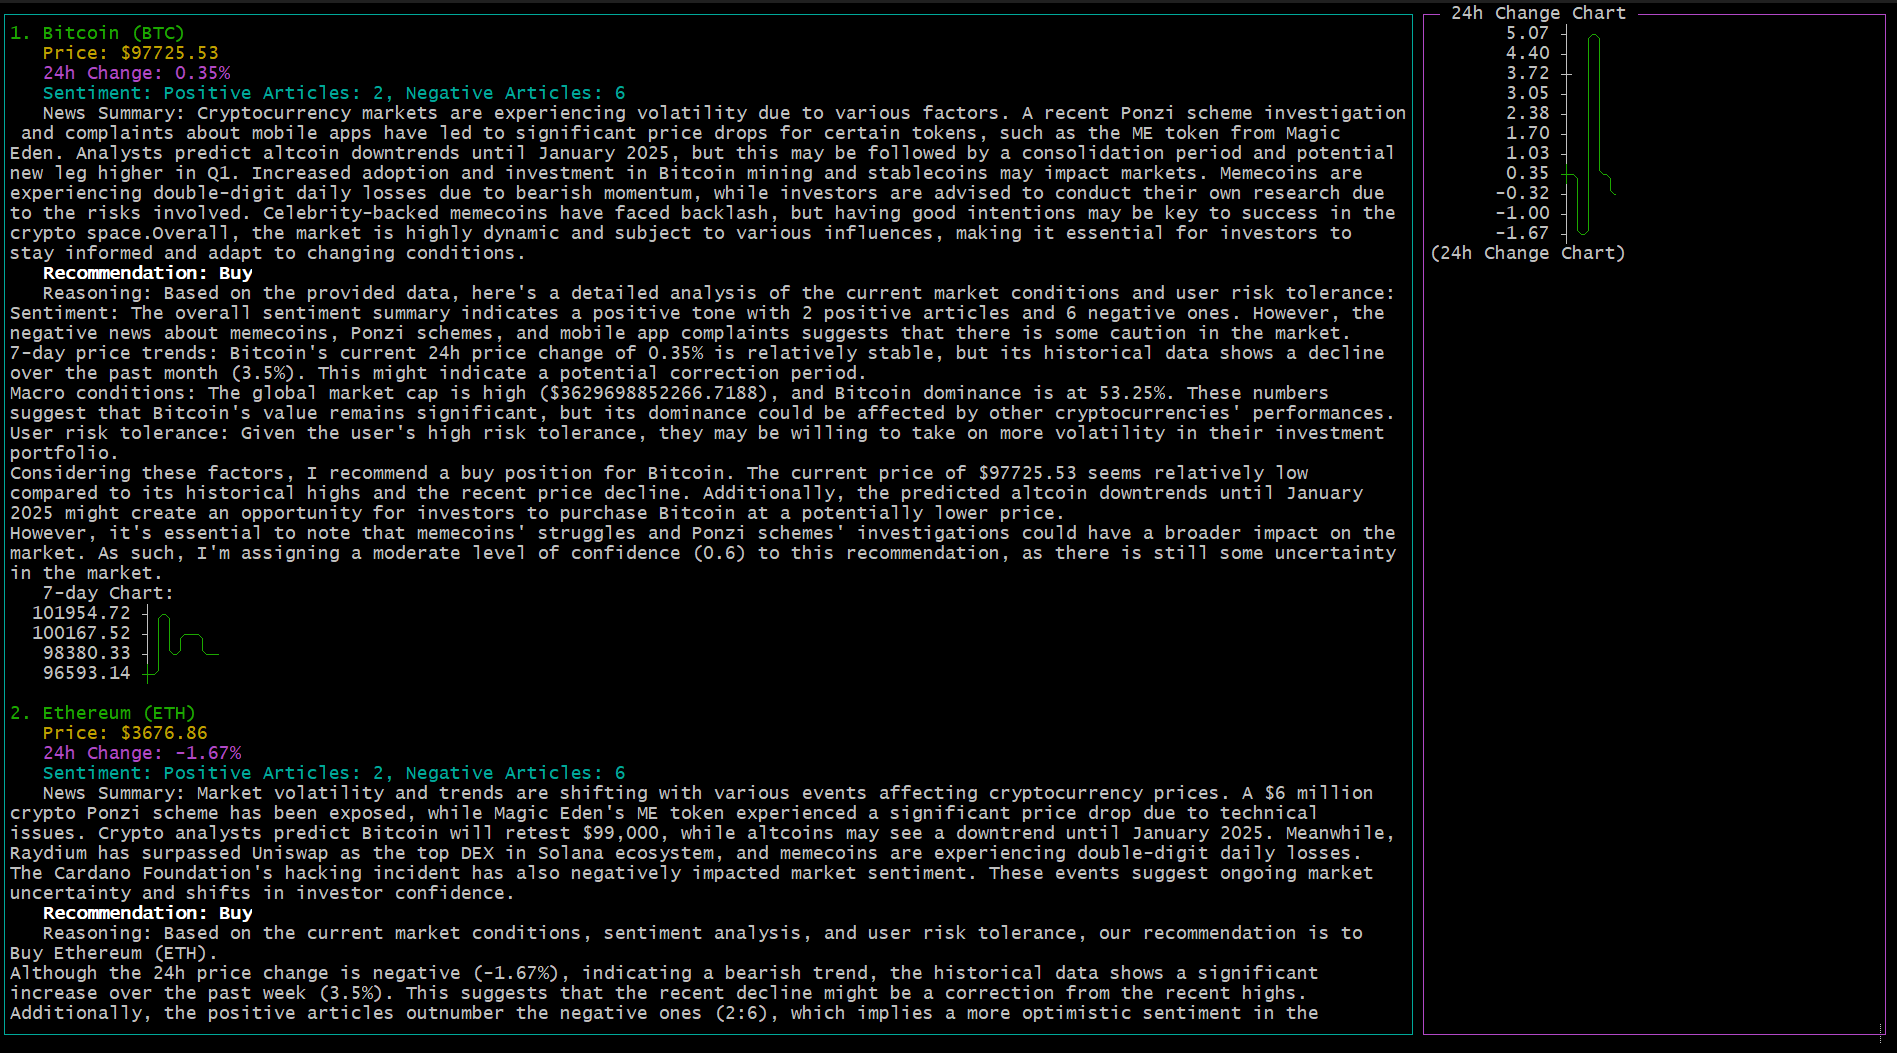 1. Bitcoin (BTC)
Price: $97725.53
24h Change: 0.35%
Sentiment: Positive Articles: 2, Negative Articles: 6
News Summary: Cryptocurrency markets are experiencing volatility due to various factors. A recent Ponzi scheme investigation
and complaints about mobile apps have led to significant price drops for certain tokens, such as the ME token from Magic
Eden. Analysts predict altcoin downtrends until January 2025, but this may be followed by a consolidation period and potential
new leg higher in Q1. Increased adoption and investment in Bitcoin mining and stablecoins may impact markets. Memecoins are
experiencing double-digit daily losses due to bearish momentum, while investors are advised to conduct their own research due
to the risks involved. Celebrity-backed memecoins have faced backlash, but having good intentions may be key to success in the
crypto space.Overall, the market is highly dynamic and subject to various influences, making it essential for investors to
stay informed and adapt to changing conditions.
Recommendation: Buy
Reasoning: Based on the provided data, here's a detailed analysis of the current market conditions and user risk tolerance:
Sentiment: The overall sentiment summary indicates a positive tone with 2 positive articles and 6 negative ones. However, the
negative news about memecoins, Ponzi schemes, and mobile app complaints suggests that there is some caution in the market.
7-day price trends: Bitcoin's current 24h price change of 0.35% is relatively stable, but its historical data shows a decline
over the past month (3.5%). This might indicate a potential correction period.
Macro conditions: The global market cap is high ($3629698852266.7188), and Bitcoin dominance is at 53.25%. These numbers
suggest that Bitcoin's value remains significant, but its dominance could be affected by other cryptocurrencies' performances.
User risk tolerance: Given the user's high risk tolerance, they may be willing to take on more volatility in their investment
portfolio.
Considering these factors, I recommend a buy position for Bitcoin. The current price of $97725.53 seems relatively low
compared to its historical highs and the recent price decline. Additionally, the predicted altcoin downtrends until January
2025 might create an opportunity for investors to purchase Bitcoin at a potentially lower price.
However, it's essential to note that memecoins' struggles and Ponzi schemes' investigations could have a broader impact on the
market. As such, I'm assigning a moderate level of confidence (0.6) to this recommendation, as there is still some uncertainty
in the market.
7-day Chart:
101954.72
100167.52
98380.33
96593.14
2. Ethereum (ETH)
Price: $3676.86
24h Change: -1.67%
Sentiment: Positive Articles: 2, Negative Articles: 6
News Summary: Market volatility and trends are shifting with various events affecting cryptocurrency prices. A $6 million
crypto Ponzi scheme has been exposed, while Magic Eden's ME token experienced a significant price drop due to technical
issues. Crypto analysts predict Bitcoin will retest $99,000, while altcoins may see a downtrend until January 2025. Meanwhile,
Raydium has surpassed Uniswap as the top DEX in Solana ecosystem, and memecoins are experiencing double-digit daily losses.
The Cardano Foundation's hacking incident has also negatively impacted market sentiment. These events suggest ongoing market
uncertainty and shifts in investor confidence.
Recommendation: Buy
Reasoning: Based on the current market conditions, sentiment analysis, and user risk tolerance, our recommendation is to
Buy Ethereum (ETH).
Although the 24h price change is negative (-1.67%), indicating a bearish trend, the historical data shows a significant
increase over the past week (3.5%). This suggests that the recent decline might be a correction from the recent highs.
Additionally, the positive articles outnumber the negative ones (2:6), which implies a more optimistic sentiment in the
24h Change Chart
5.07
4.40
3.72
3.05
2.38
1.70
1.03
0.35
-0.32
-1.00
-1.67
(24h Change Chart)